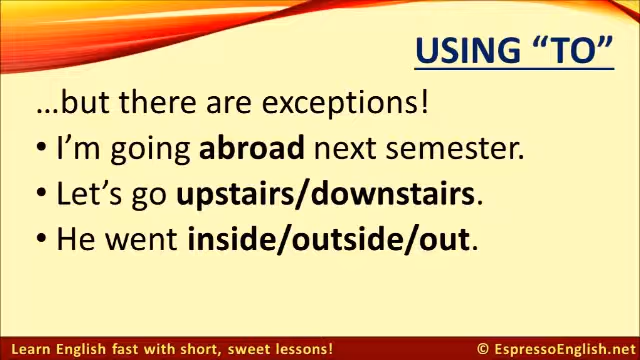 USING “TO”
…but there are exceptions!
• I’m going abroad next semester.
• Let’s go upstairs/downstairs.
• He went inside/outside/out.
Learn English fast with short, sweet lessons! © EspressoEnglish.net